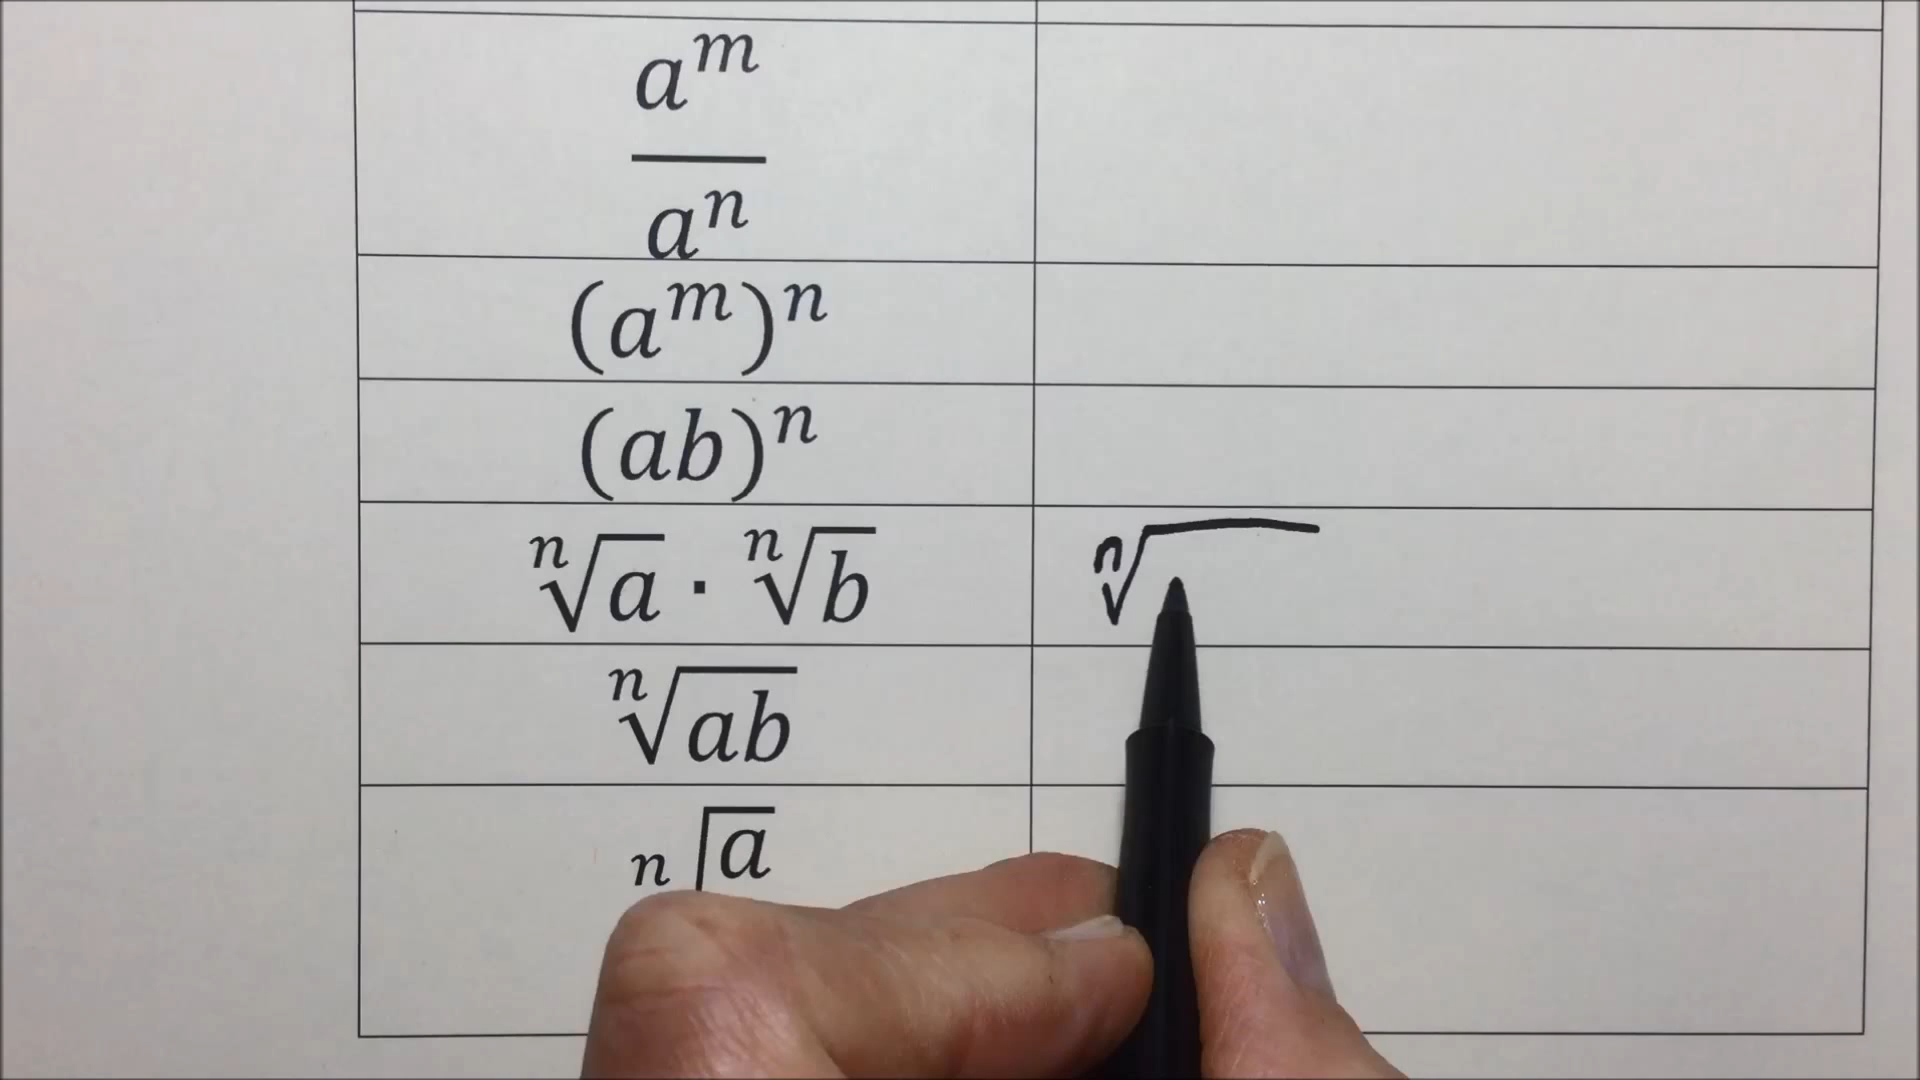 a^m
—
a^n
(a^m)^n
(ab)^n
ⁿ√a · ⁿ√b ⁿ√
ⁿ√ab
n √a